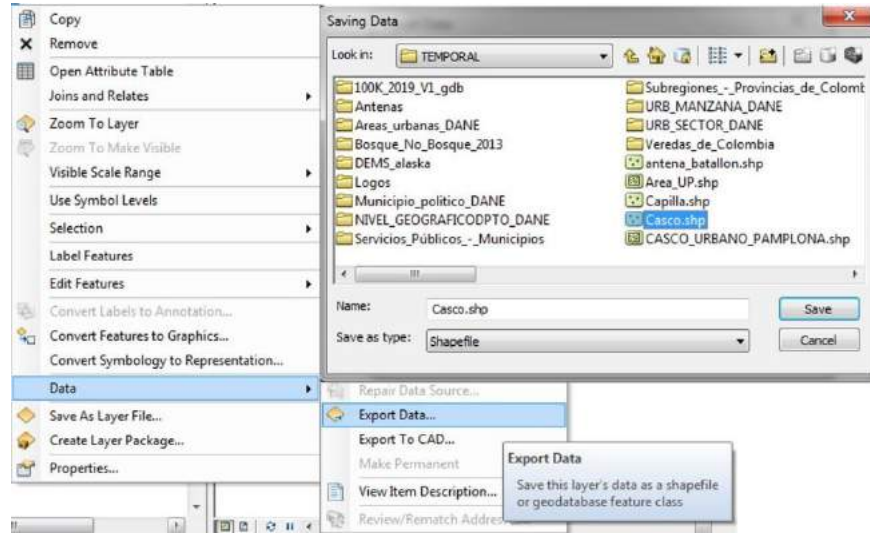 Copy
Remove
Open Attribute Table
Joins and Relates
Zoom To Layer
Zoom To Make Visible
Visible Scale Range
Use Symbol Levels
Selection
Label Features
Edit Features
Convert Labels to Annotation...
Convert Features to Graphics...
Convert Symbology to Representation...
Data
Save As Layer File...
Create Layer Package...
Properties...
Saving Data
Look in: TEMPORAL
100K_2019_V1_gdb
Antenas
Areas_urbanas_DANE
Bosque_No_Bosque_2013
DEMS_alaska
Logos
Municipio_politico_DANE
NIVEL_GEOGRAFICODPTO_DANE
Servicios_Públicos_-_Municipios
Subregiones_-_Provincias_de_Colomt
URB_MANZANA_DANE
URB_SECTOR_DANE
Veredas_de_Colombia
antena_batallon.shp
Area_UP.shp
Capilla.shp
Casco.shp
CASCO_URBANO_PAMPLONA.shp
Name: Casco.shp Save
Save as type: Shapefile Cancel
Repair Data Source...
Export Data...
Export To CAD...
Make Permanent
View Item Description...
Review/Rematch
Export Data
Save this layer's data as a shapefile
or geodatabase feature class